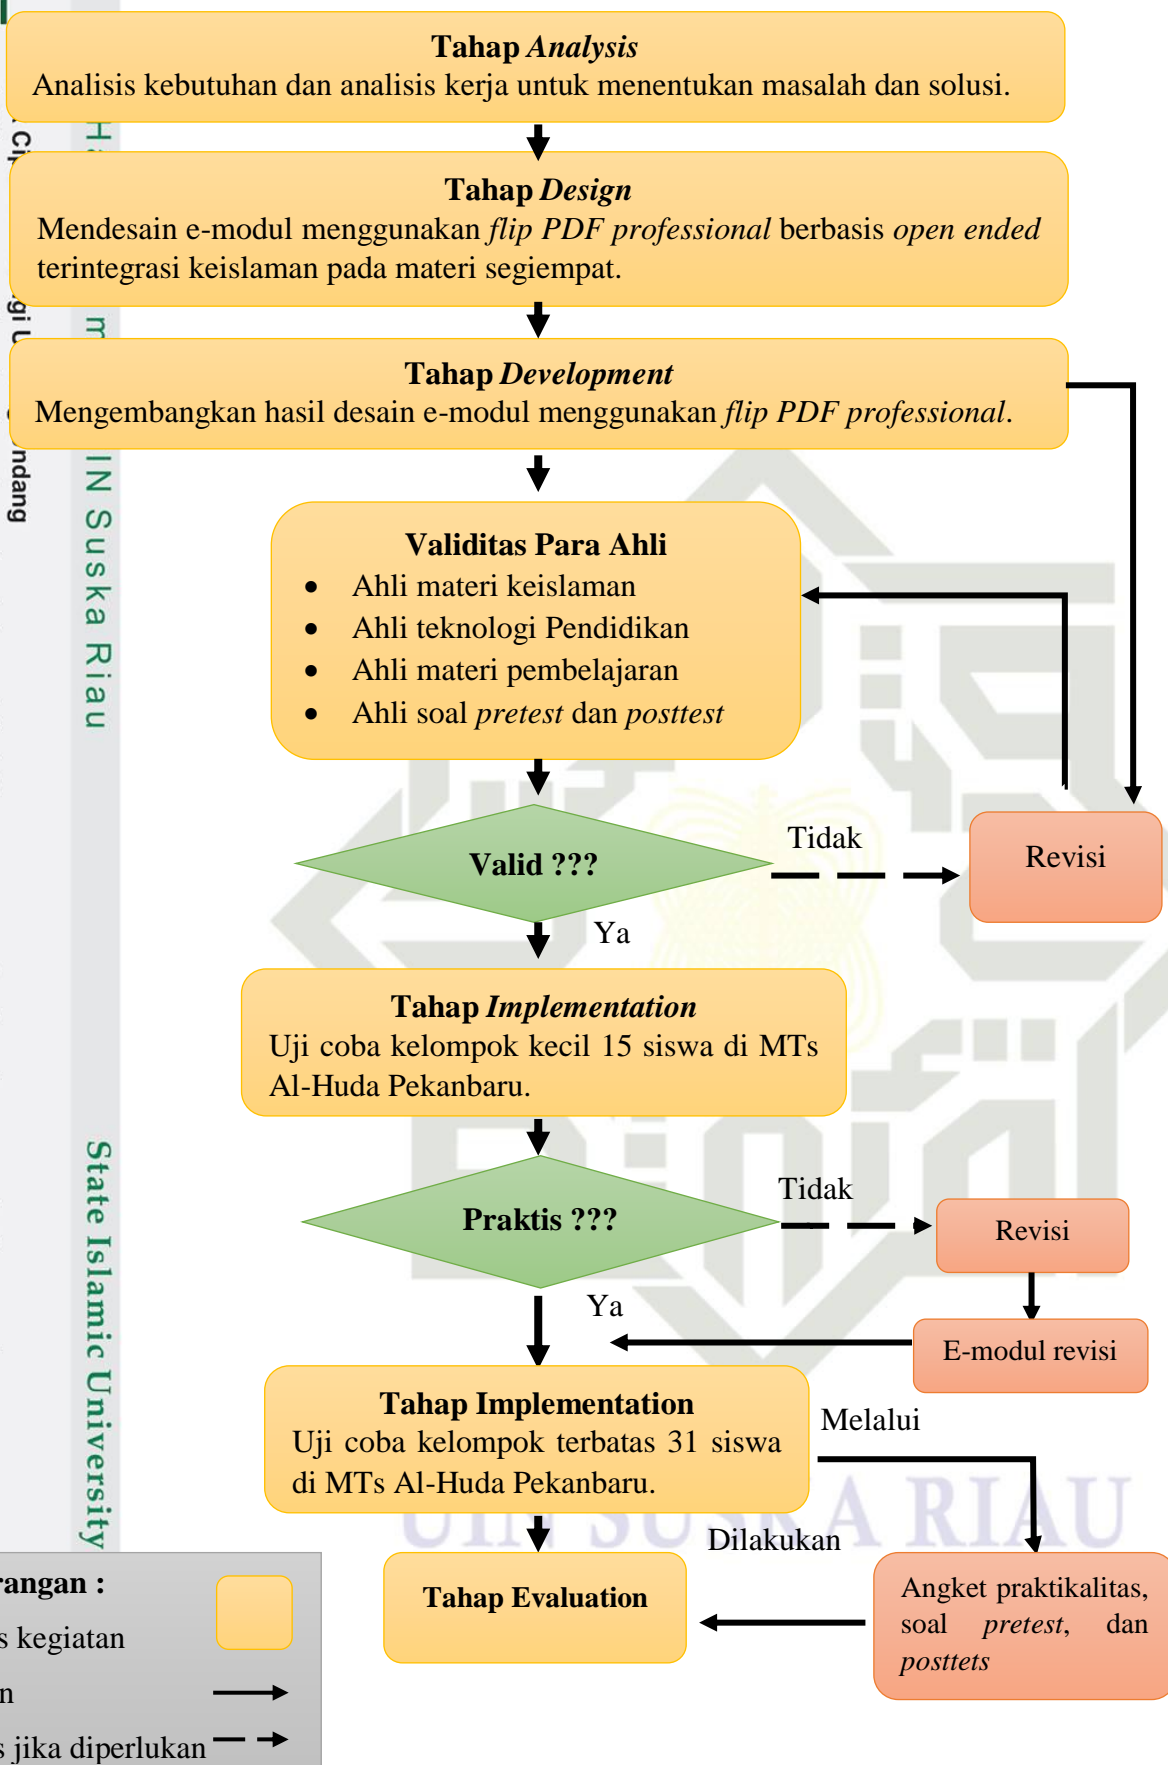 Tahap Analysis
Analisis kebutuhan dan analisis kerja untuk menentukan masalah dan solusi.
Tahap Design
Mendesain e-modul menggunakan flip PDF professional berbasis open ended
terintegrasi keislaman pada materi segiempat.
Tahap Development
Mengembangkan hasil desain e-modul menggunakan flip PDF professional.
Validitas Para Ahli
• Ahli materi keislaman
• Ahli teknologi Pendidikan
• Ahli materi pembelajaran
• Ahli soal pretest dan posttest
Valid ???
Tidak
Revisi
Ya
Tahap Implementation
Uji coba kelompok kecil 15 siswa di MTs
Al-Huda Pekanbaru.
Praktis ???
Tidak
Revisi
Ya
E-modul revisi
Tahap Implementation
Uji coba kelompok terbatas 31 siswa
di MTs Al-Huda Pekanbaru.
Melalui
Dilakukan
Tahap Evaluation
Angket praktikalitas,
soal pretest, dan
posttets
rangan :
s kegiatan
n
s jika diperlukan
IN Suska Riau
State Islamic University
ndang
UIN SUSKA RIAU